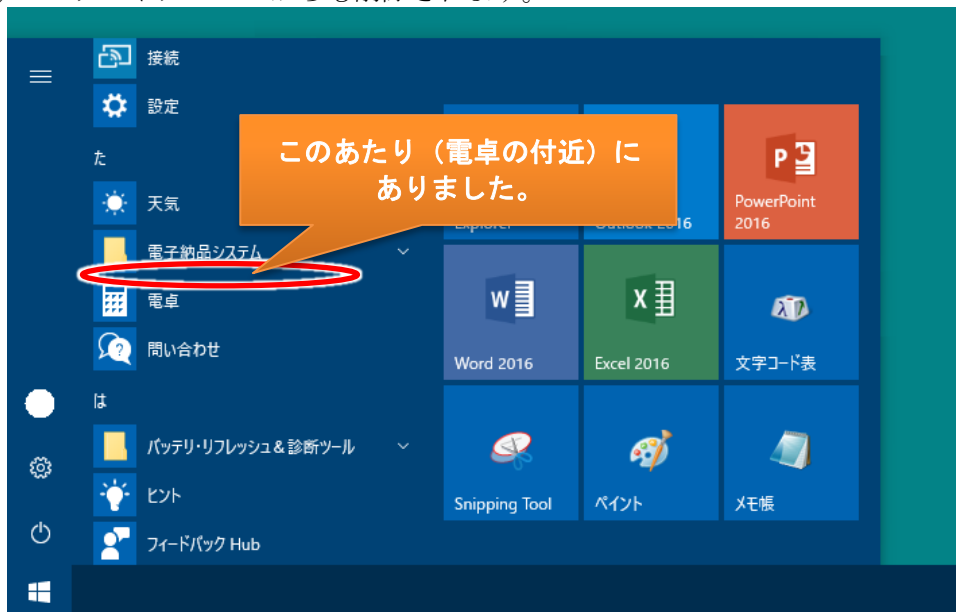 接続
設定
た
天気
電子納品システム
電卓
問い合わせ
は
バッテリ・リフレッシュ&診断ツール
ヒント
フィードバック Hub
このあたり（電卓の付近）に
ありました。
PowerPoint
2016
Word 2016
Excel 2016
文字コード表
Snipping Tool
ペイント
メモ帳